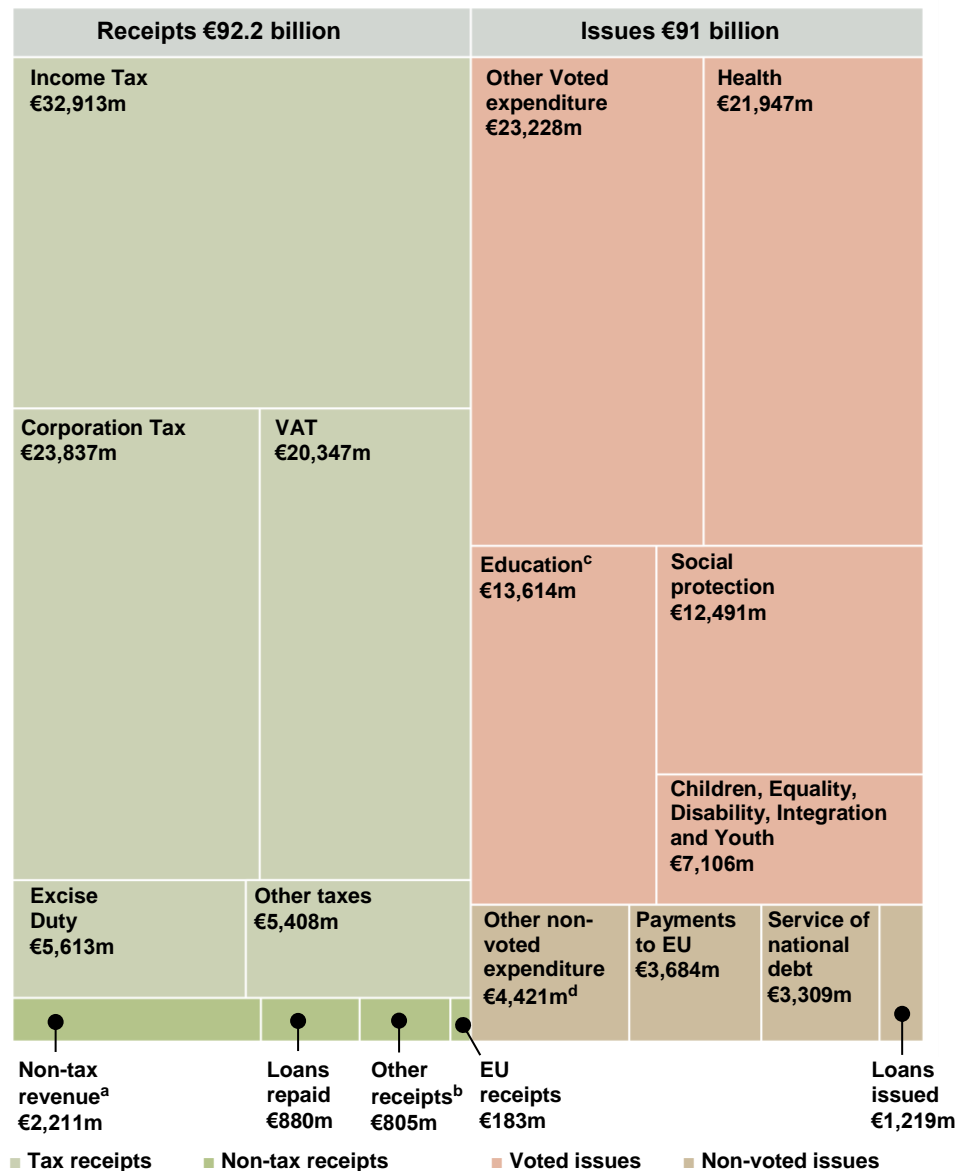 Receipts €92.2 billion
Issues €91 billion
Income Tax
€32,913m
Other Voted
expenditure
€23,228m
Health
€21,947m
Corporation Tax
€23,837m
VAT
€20,347m
Educationᶜ
€13,614m
Social
protection
€12,491m
Children, Equality,
Disability, Integration
and Youth
€7,106m
Excise
Duty
€5,613m
Other taxes
€5,408m
Other non-
voted
expenditure
€4,421mᵈ
Payments
to EU
€3,684m
Service of
national
debt
€3,309m
Non-tax
revenueᵃ
€2,211m
Loans
repaid
€880m
Other
receiptsᵇ
€805m
EU
receipts
€183m
Loans
issued
€1,219m
Tax receipts
Non-tax receipts
Voted issues
Non-voted issues